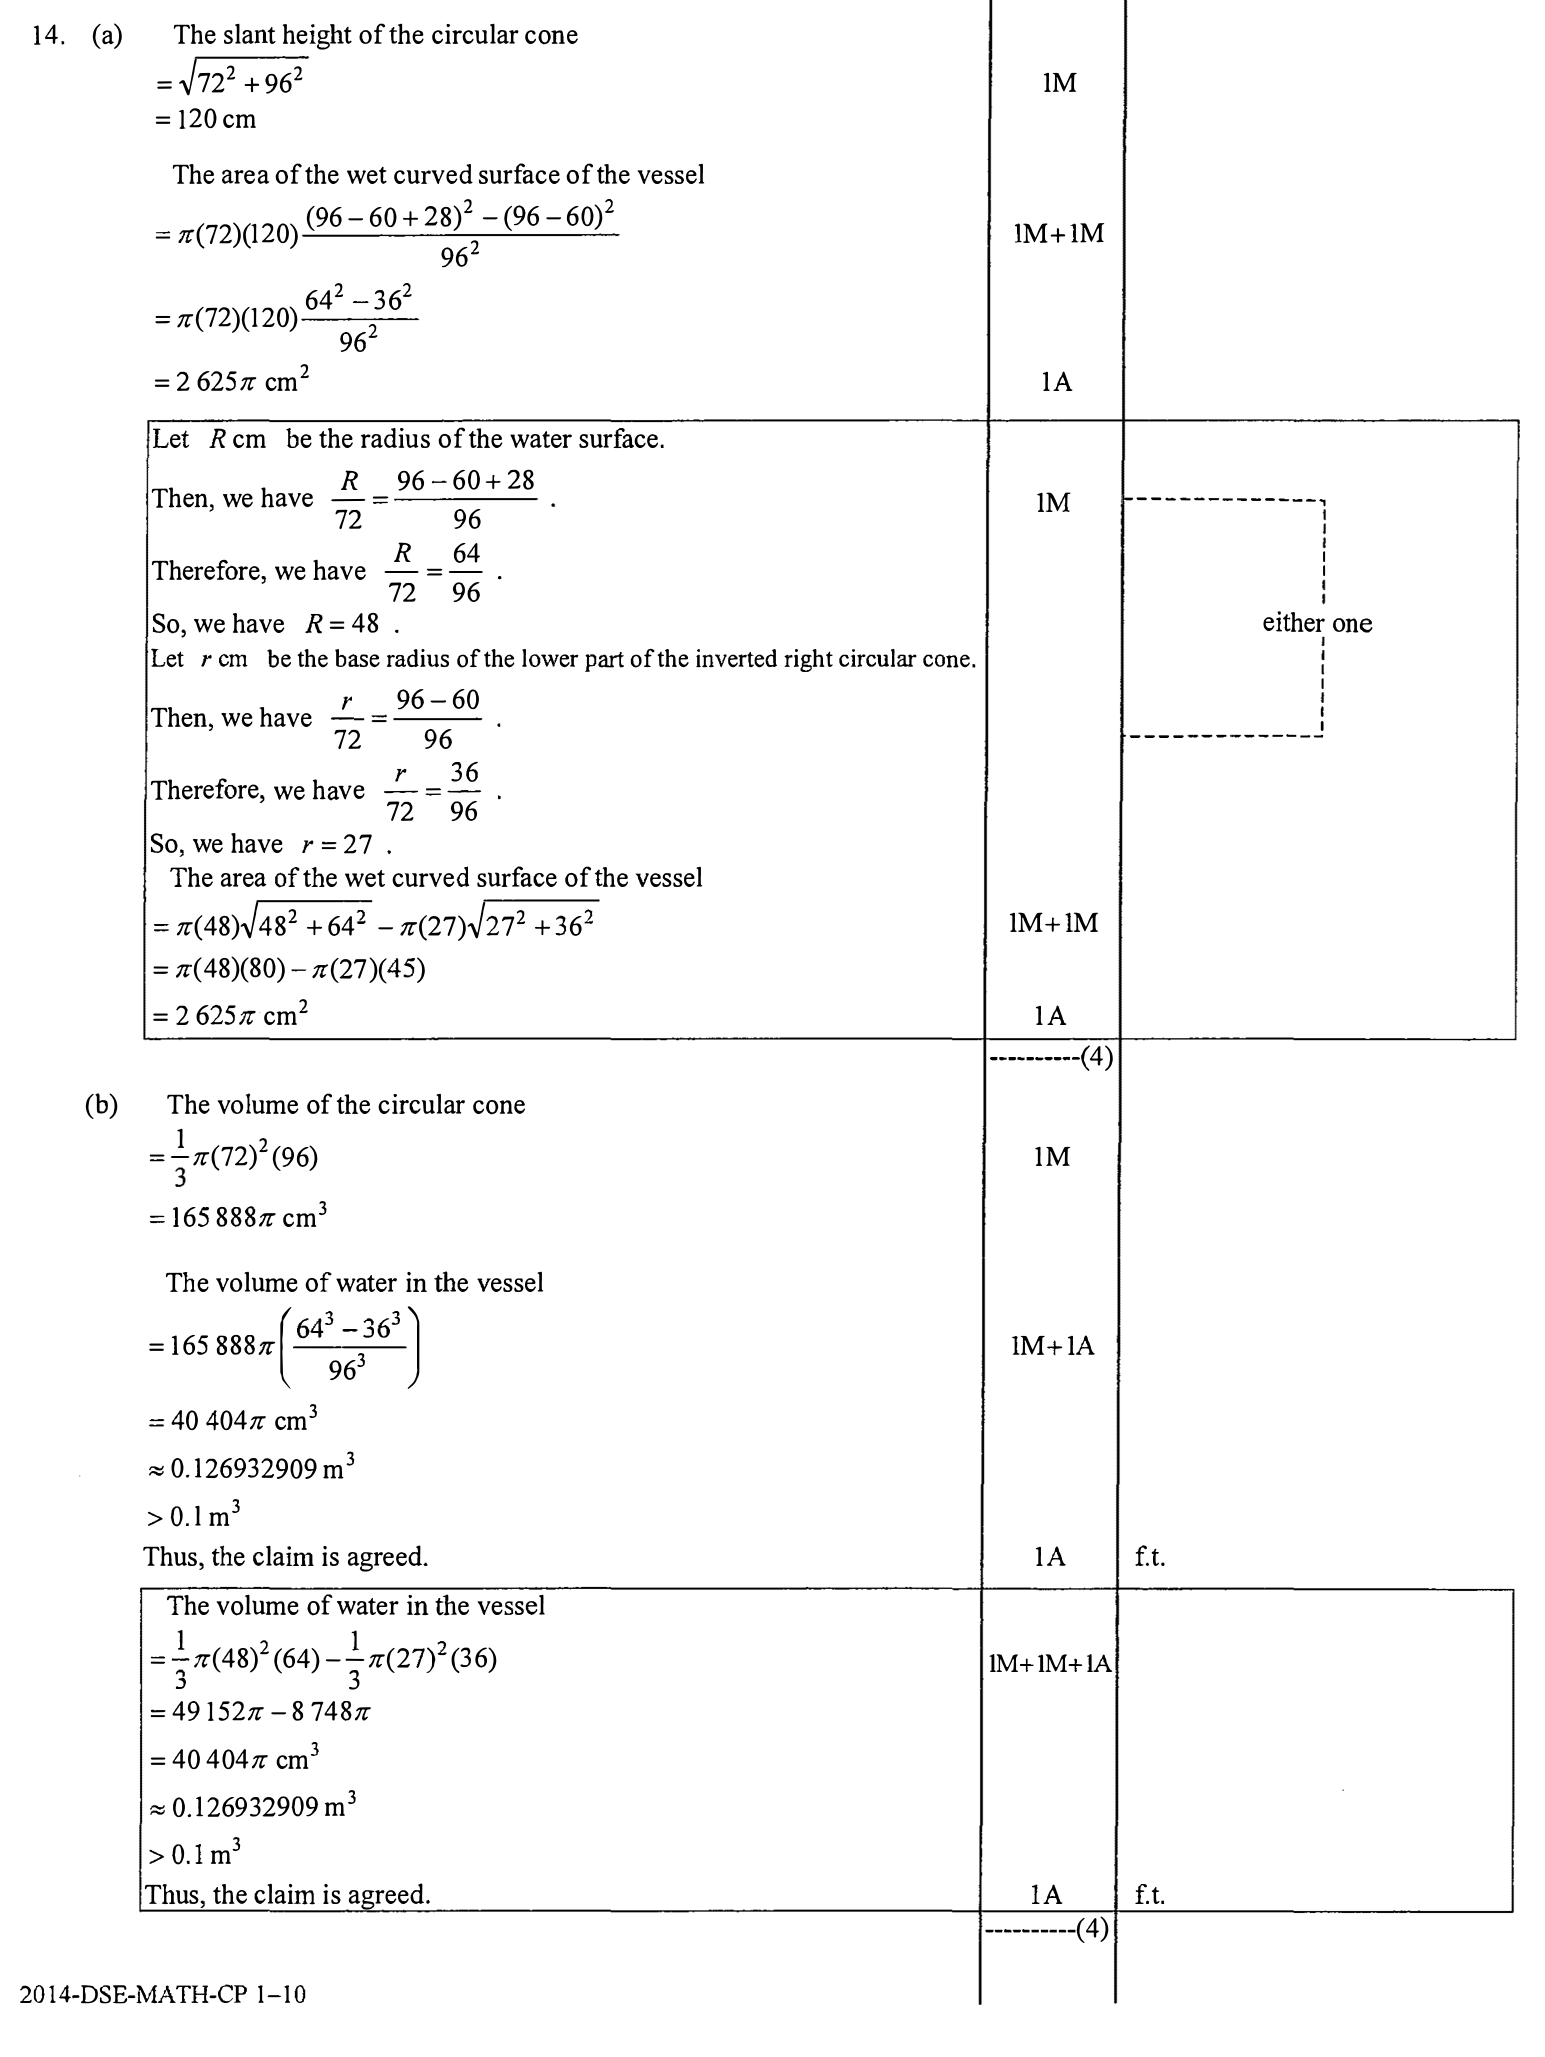 14. (a) The slant height of the circular cone
= √(72² + 96²) 1M
= 120 cm
The area of the wet curved surface of the vessel
= π(72)(120) ((96 – 60 + 28)² – (96 – 60)²)/96² 1M+1M
= π(72)(120) (64² – 36²)/96²
= 2 625π cm² 1A
Let R cm be the radius of the water surface.
Then, we have R/72 = (96 – 60 + 28)/96 . 1M
Therefore, we have R/72 = 64/96 .
So, we have R = 48 . either one
Let r cm be the base radius of the lower part of the inverted right circular cone.
Then, we have r/72 = (96 – 60)/96 .
Therefore, we have r/72 = 36/96 .
So, we have r = 27 .
The area of the wet curved surface of the vessel
= π(48)√(48² + 64²) – π(27)√(27² + 36²) 1M+1M
= π(48)(80) – π(27)(45)
= 2 625π cm² 1A
----------(4)
(b) The volume of the circular cone
= 1/3 π(72)²(96) 1M
= 165 888π cm³
The volume of water in the vessel
= 165 888π ((64³ – 36³)/96³) 1M+1A
= 40 404π cm³
≈ 0.126932909 m³
> 0.1 m³
Thus, the claim is agreed. 1A f.t.
The volume of water in the vessel
= 1/3 π(48)²(64) – 1/3 π(27)²(36) 1M+1M+1A
= 49 152π – 8 748π
= 40 404π cm³
≈ 0.126932909 m³
> 0.1 m³
Thus, the claim is agreed. 1A f.t.
----------(4)
2014-DSE-MATH-CP 1–10